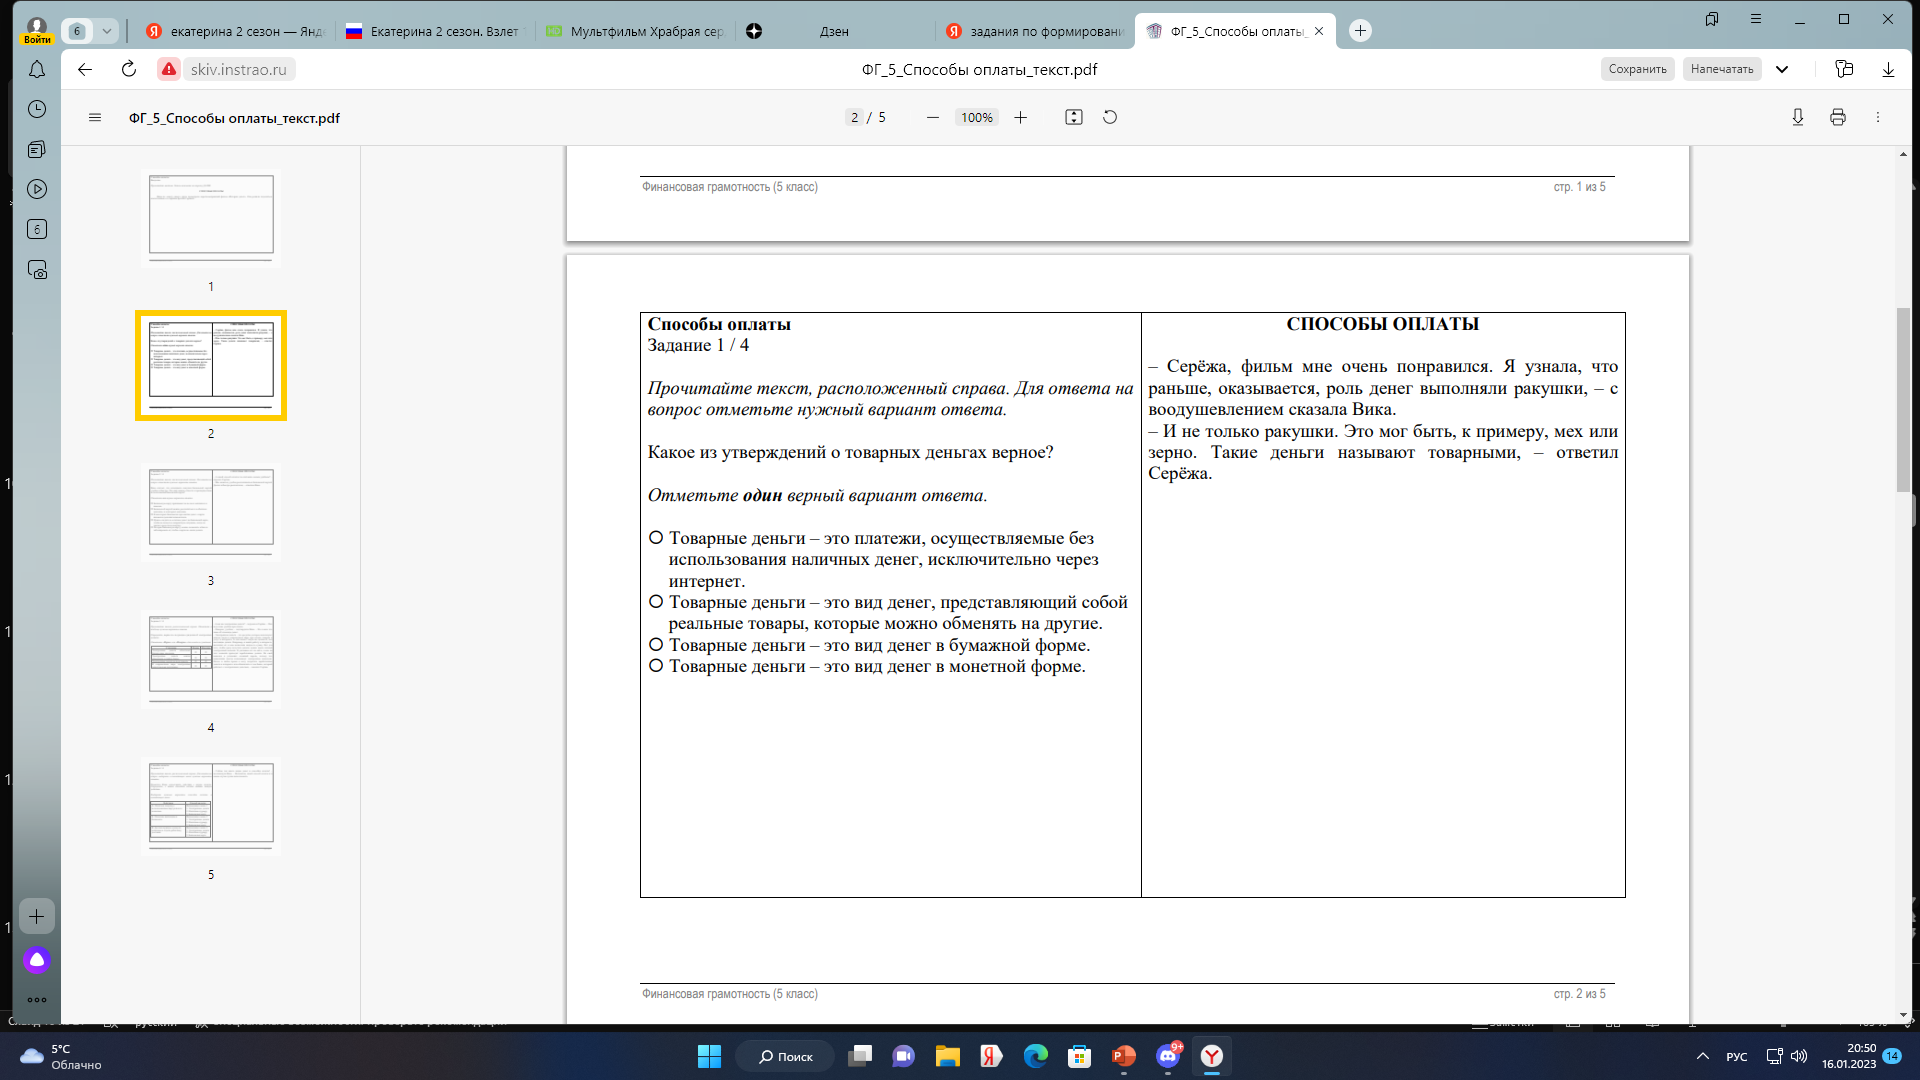 6
екатерина 2 сезон — Янд
Екатерина 2 сезон. Взлет
Мультфильм Храбрая сер
Дзен
задания по формировани
ФГ_5_Способы оплаты_
Войти
skiv.instrao.ru
ФГ_5_Способы оплаты_текст.pdf
Сохранить
Напечатать
ФГ_5_Способы оплаты_текст.pdf
2 / 5
100%
6
1
2
3
4
5
Финансовая грамотность (5 класс)
стр. 1 из 5
Способы оплаты
Задание 1 / 4
Прочитайте текст, расположенный справа. Для ответа на
вопрос отметьте нужный вариант ответа.
Какое из утверждений о товарных деньгах верное?
Отметьте один верный вариант ответа.
Товарные деньги – это платежи, осуществляемые без
использования наличных денег, исключительно через
интернет.
Товарные деньги – это вид денег, представляющий собой
реальные товары, которые можно обменять на другие.
Товарные деньги – это вид денег в бумажной форме.
Товарные деньги – это вид денег в монетной форме.
СПОСОБЫ ОПЛАТЫ
– Серёжа, фильм мне очень понравился. Я узнала, что
раньше, оказывается, роль денег выполняли ракушки, – с
воодушевлением сказала Вика.
– И не только ракушки. Это мог быть, к примеру, мех или
зерно. Такие деньги называют товарными, – ответил
Серёжа.
Финансовая грамотность (5 класс)
стр. 2 из 5
5°C
Облачно
Поиск
9+
РУС
20:50
16.01.2023
14